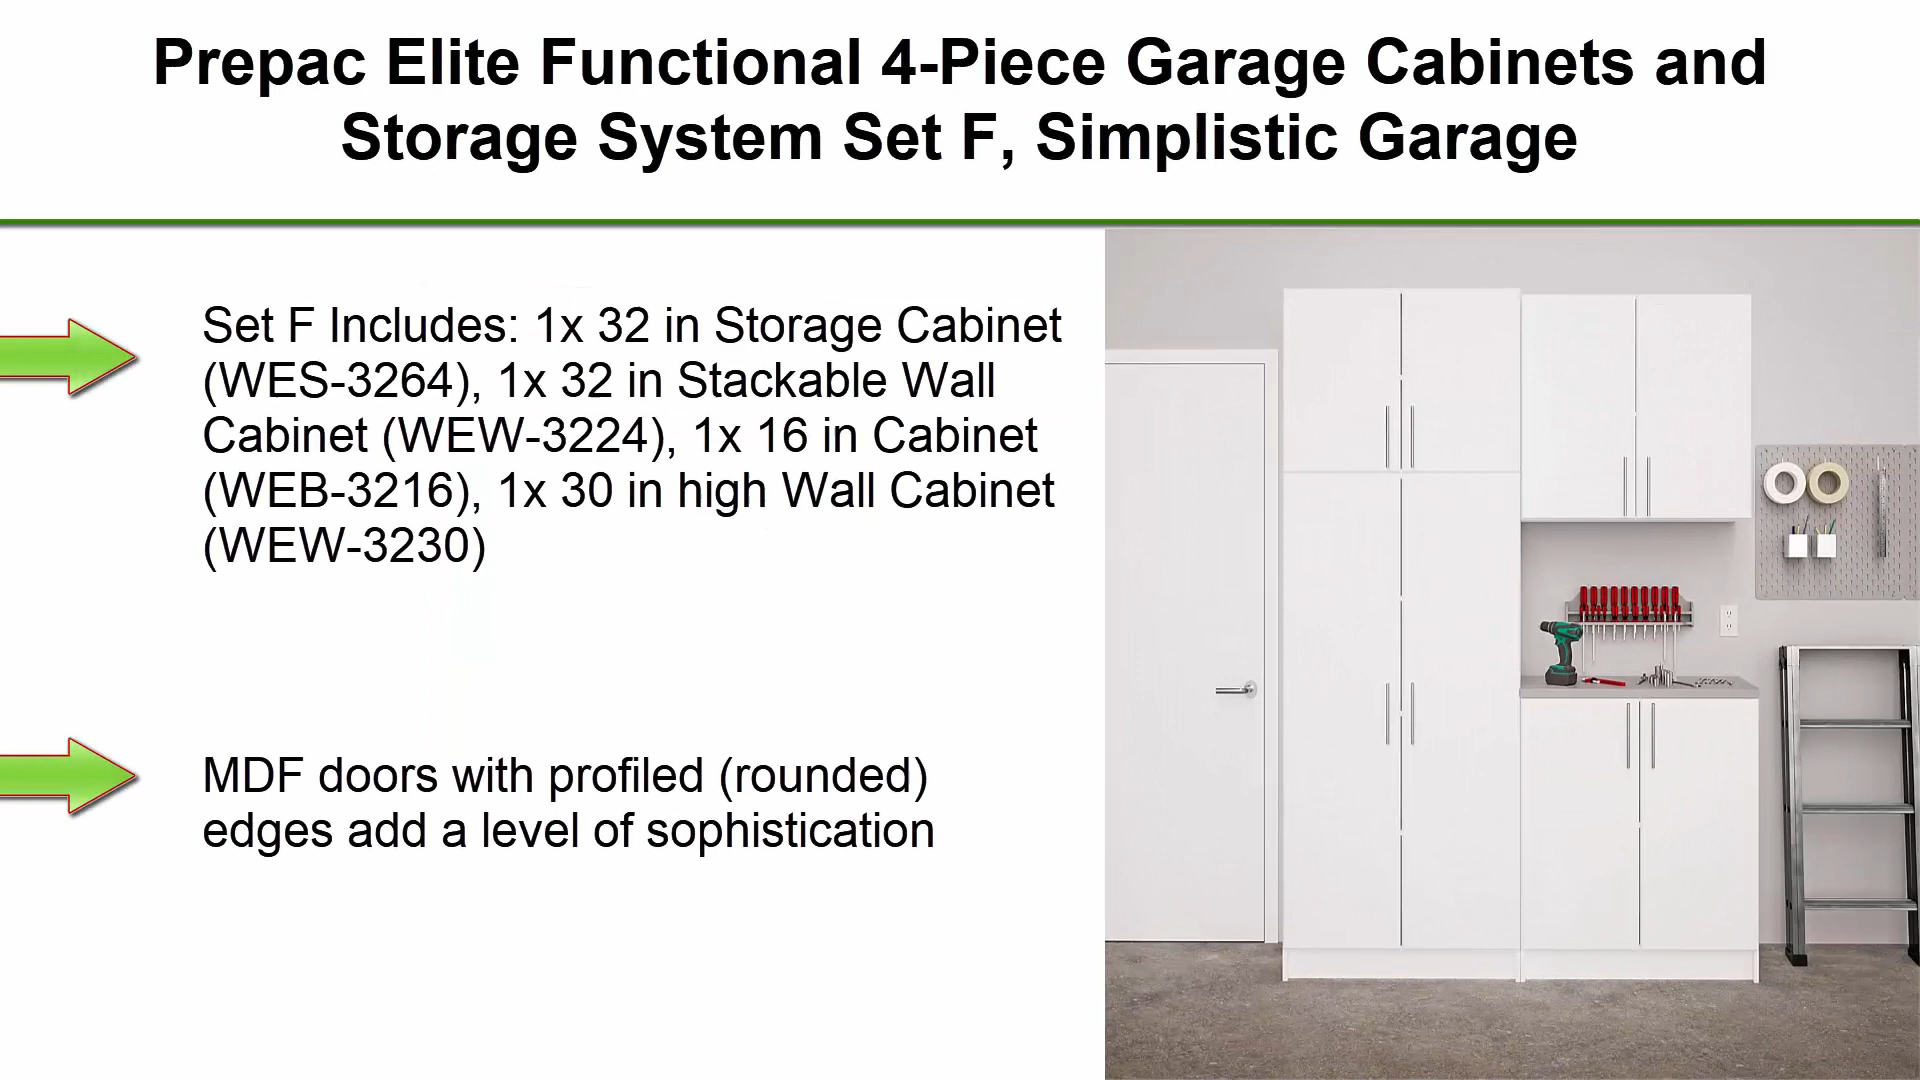 Prepac Elite Functional 4-Piece Garage Cabinets and
Storage System Set F, Simplistic Garage
Set F Includes: 1x 32 in Storage Cabinet
(WES-3264), 1x 32 in Stackable Wall
Cabinet (WEW-3224), 1x 16 in Cabinet
(WEB-3216), 1x 30 in high Wall Cabinet
(WEW-3230)
MDF doors with profiled (rounded)
edges add a level of sophistication